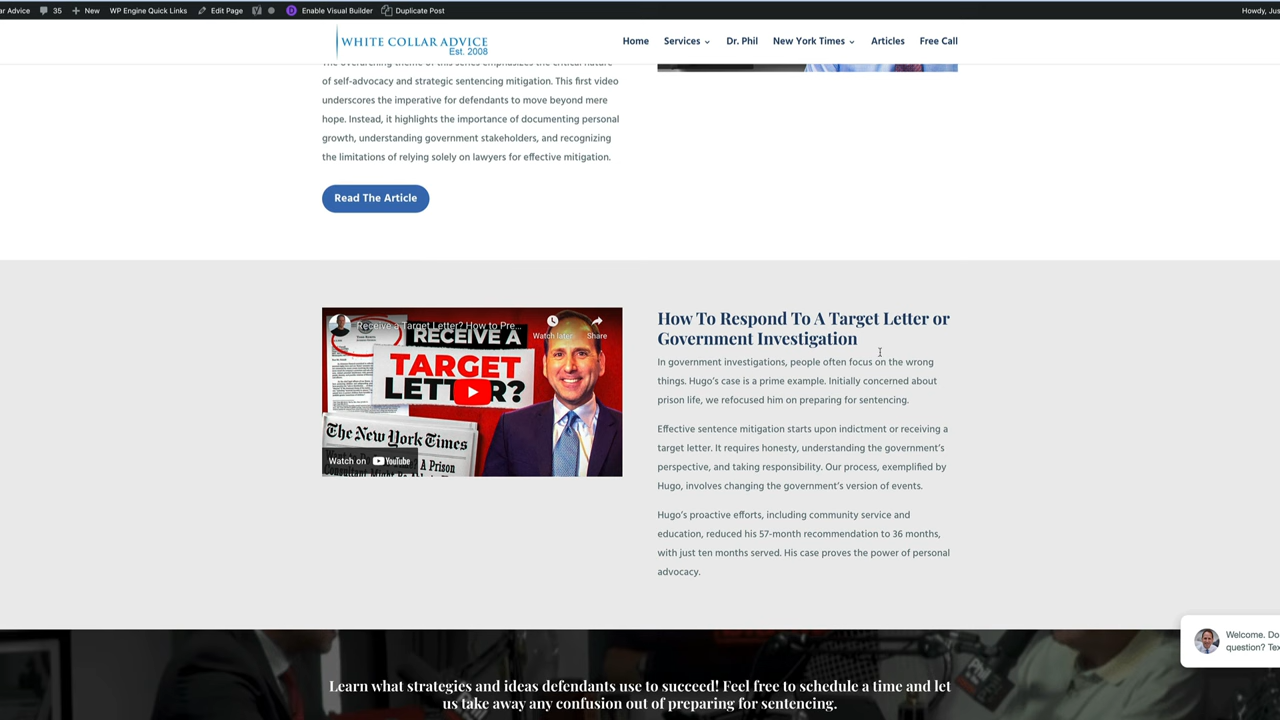 ar Advice 35 New WP Engine Quick Links Edit Page Enable Visual Builder Duplicate Post Howdy, Jus
WHITE COLLAR ADVICE
Est. 2008
Home Services Dr. Phil New York Times Articles Free Call
The overarching theme of this series emphasizes the critical nature
of self-advocacy and strategic sentencing mitigation. This first video
underscores the imperative for defendants to move beyond mere
hope. Instead, it highlights the importance of documenting personal
growth, understanding government stakeholders, and recognizing
the limitations of relying solely on lawyers for effective mitigation.
Read The Article
Receive a Target Letter? How to Pre...
Watch later Share
RECEIVE A
TARGET
LETTER?
The New York Times
A Prison
Watch on YouTube
How To Respond To A Target Letter or
Government Investigation
In government investigations, people often focus on the wrong
things. Hugo's case is a prime example. Initially concerned about
prison life, we refocused him on preparing for sentencing.
Effective sentence mitigation starts upon indictment or receiving a
target letter. It requires honesty, understanding the government's
perspective, and taking responsibility. Our process, exemplified by
Hugo, involves changing the government's version of events.
Hugo's proactive efforts, including community service and
education, reduced his 57-month recommendation to 36 months,
with just ten months served. His case proves the power of personal
advocacy.
Welcome. Do
question? Tex
Learn what strategies and ideas defendants use to succeed! Feel free to schedule a time and let
us take away any confusion out of preparing for sentencing.